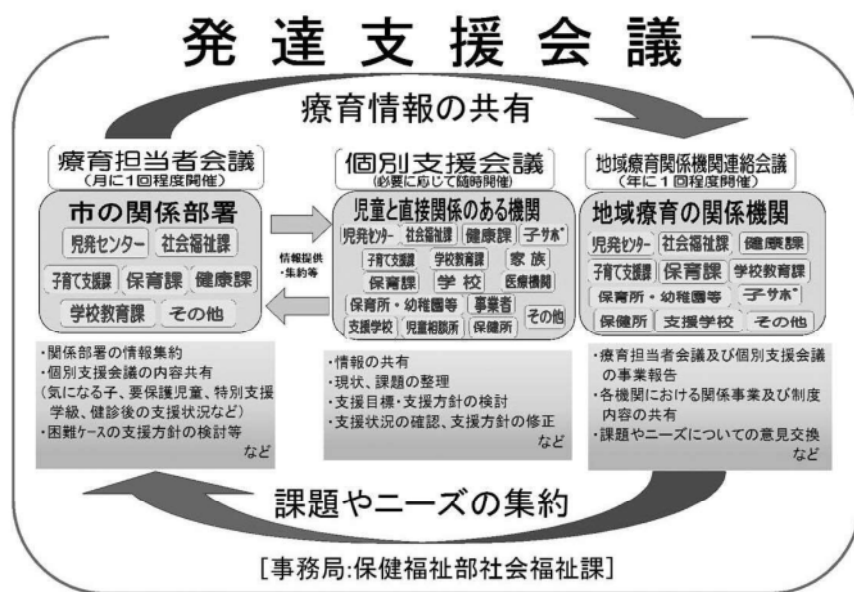 発達支援会議
療育情報の共有
療育担当者会議
(月に1回程度開催)
市の関係部署
児発センター 社会福祉課
子育て支援課 保育課 健康課
学校教育課 その他
・関係部署の情報集約
・個別支援会議の内容共有
(気になる子、要保護児童、特別支援
学級、健診後の支援状況など)
・困難ケースの支援方針の検討等
など
情報提供
・集約等
個別支援会議
(必要に応じて随時開催)
児童と直接関係のある機関
児発センター 社会福祉課 健康課 子サポ
子育て支援課 学校教育課 家族
保育課 学校 医療機関
保育所・幼稚園等 事業者
その他
支援学校 児童相談所 保健所
・情報の共有
・現状、課題の整理
・支援目標・支援方針の検討
・支援状況の確認、支援方針の修正
など
地域療育関係機関連絡会議
(年に1回程度開催)
地域療育の関係機関
児発センター 社会福祉課 健康課
子育て支援課 保育課 学校教育課
保育所・幼稚園等 子サポ
保健所 支援学校 その他
・療育担当者会議及び個別支援会議
の事業報告
・各機関における関係事業及び制度
内容の共有
・課題やニーズについての意見交換
など
課題やニーズの集約
[事務局:保健福祉部社会福祉課]